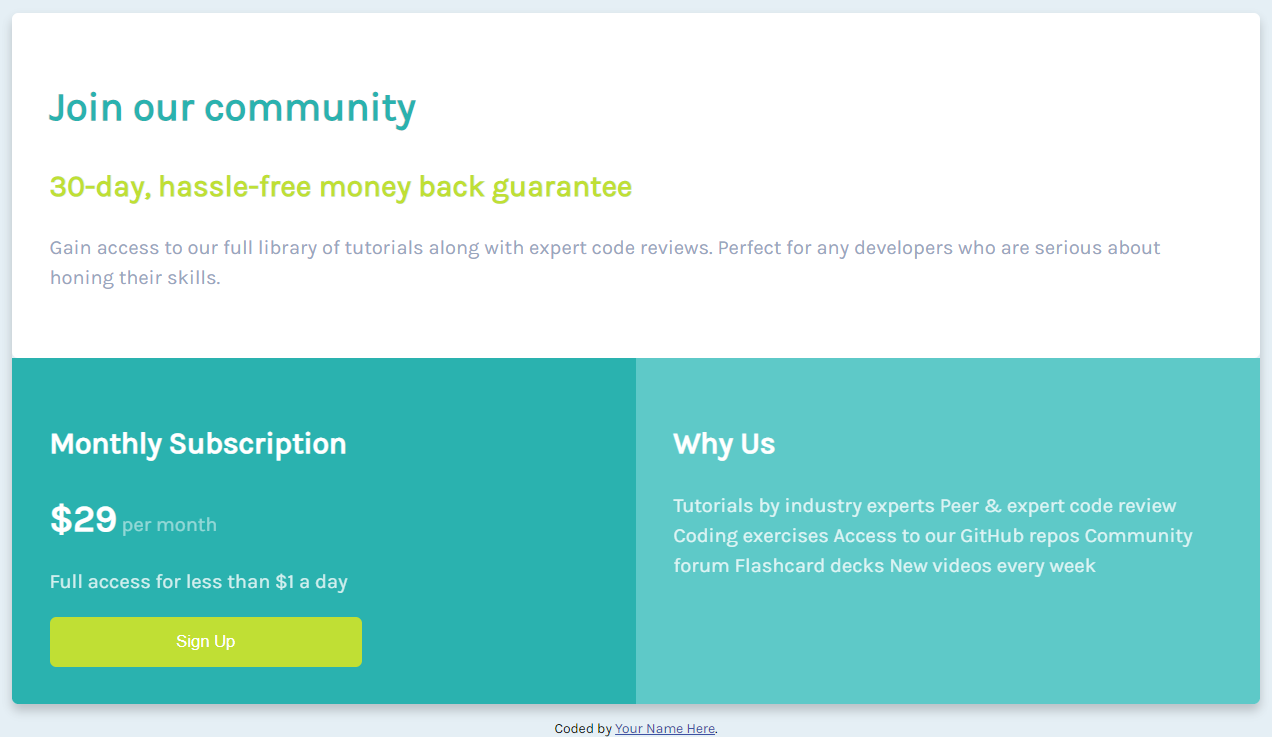 Join our community
30-day, hassle-free money back guarantee
Gain access to our full library of tutorials along with expert code reviews. Perfect for any developers who are serious about
honing their skills.
Monthly Subscription
$29 per month
Full access for less than $1 a day
Sign Up
Why Us
Tutorials by industry experts Peer & expert code review
Coding exercises Access to our GitHub repos Community
forum Flashcard decks New videos every week
Coded by Your Name Here.